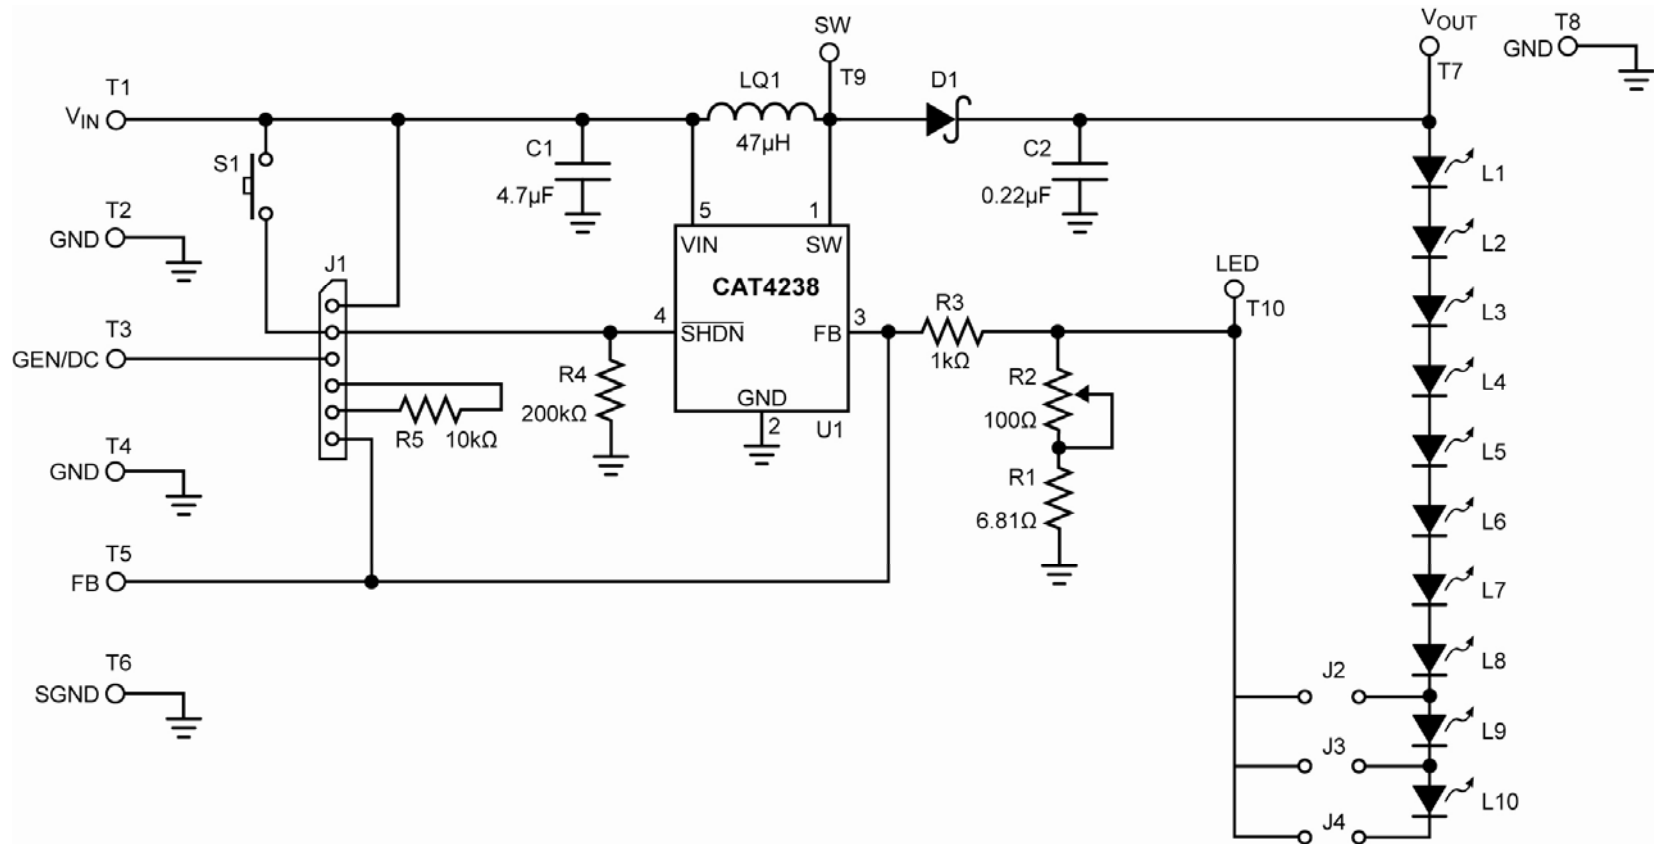 SW
V_OUT
T8
GND
T1
LQ1
T9
D1
T7
V_IN
47µH
S1
C1
4.7µF
C2
0.22µF
L1
T2
GND
5
1
VIN
SW
L2
J1
CAT4238
LED
T10
R3
L3
T3
GEN/DC
4
SHDN
FB
3
1kΩ
R4
200kΩ
R2
100Ω
L4
GND
2
U1
R5
10kΩ
T4
GND
L5
R1
6.81Ω
L6
T5
FB
L7
T6
SGND
L8
J2
L9
J3
L10
J4